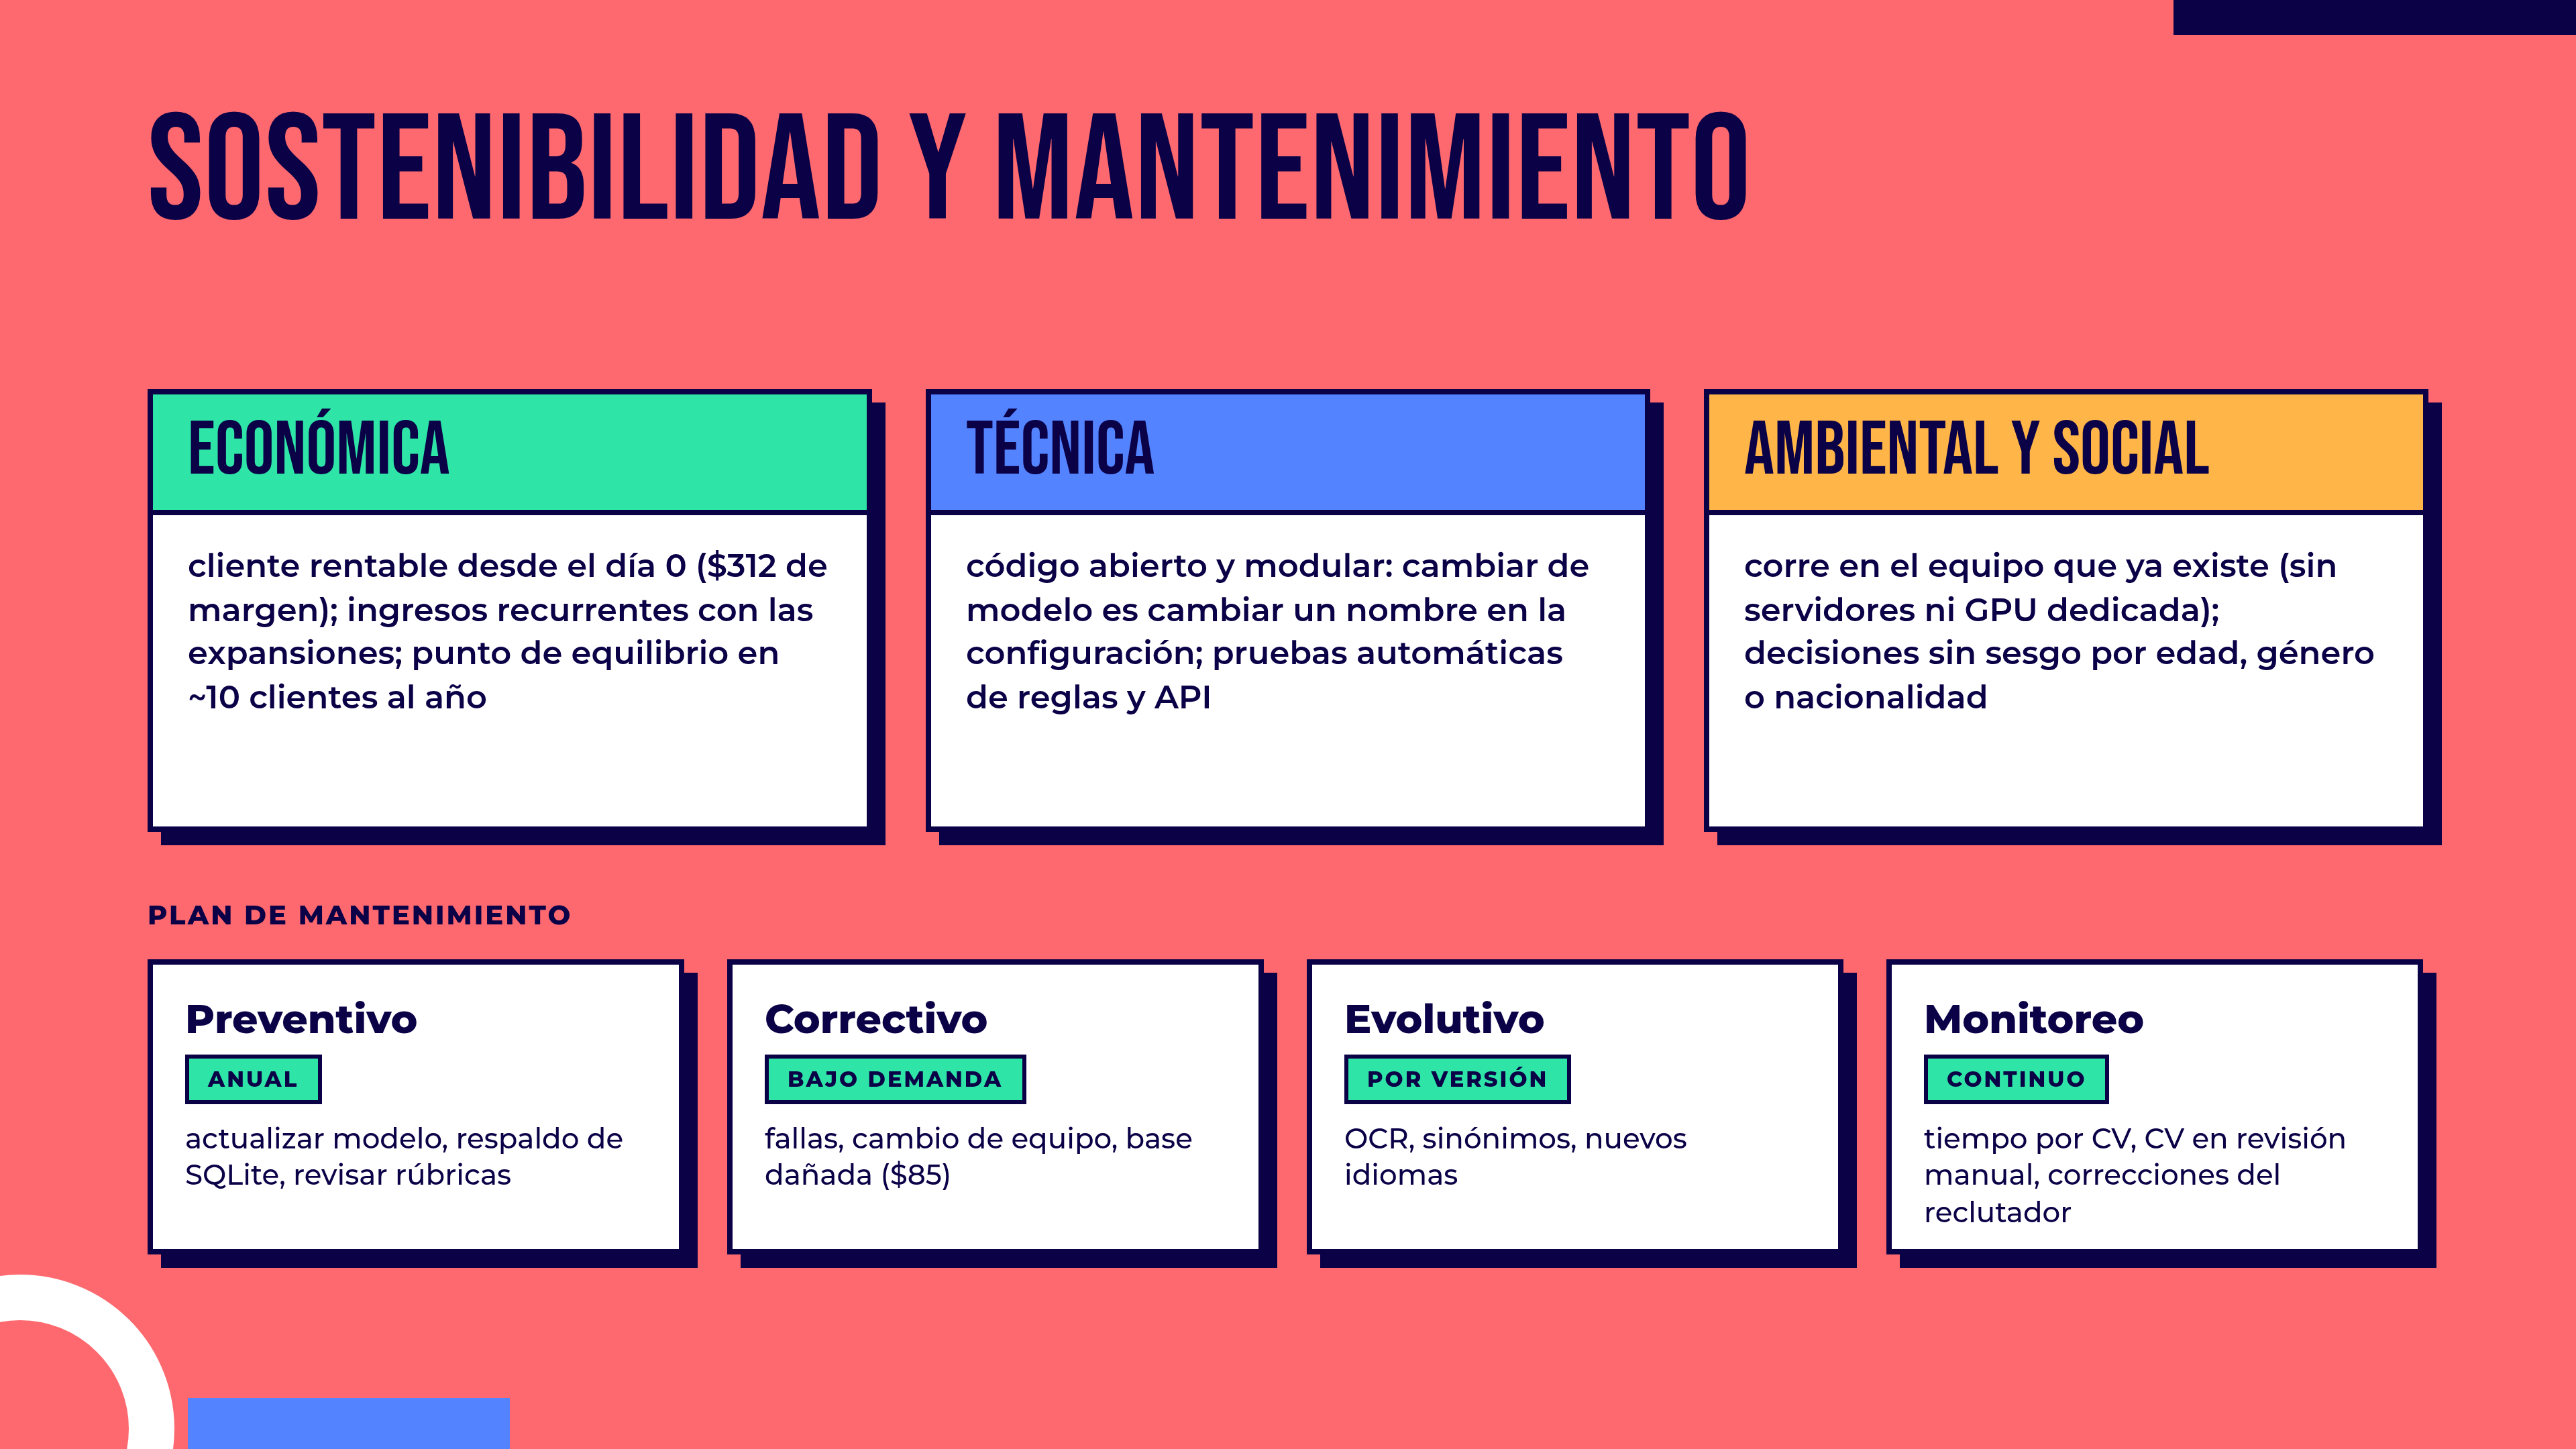 SOSTENIBILIDAD Y MANTENIMIENTO
ECONÓMICA
cliente rentable desde el día 0 ($312 de
margen); ingresos recurrentes con las
expansiones; punto de equilibrio en
~10 clientes al año
TÉCNICA
código abierto y modular: cambiar de
modelo es cambiar un nombre en la
configuración; pruebas automáticas
de reglas y API
AMBIENTAL Y SOCIAL
corre en el equipo que ya existe (sin
servidores ni GPU dedicada);
decisiones sin sesgo por edad, género
o nacionalidad
PLAN DE MANTENIMIENTO
Preventivo
ANUAL
actualizar modelo, respaldo de
SQLite, revisar rúbricas
Correctivo
BAJO DEMANDA
fallas, cambio de equipo, base
dañada ($85)
Evolutivo
POR VERSIÓN
OCR, sinónimos, nuevos
idiomas
Monitoreo
CONTINUO
tiempo por CV, CV en revisión
manual, correcciones del
reclutador